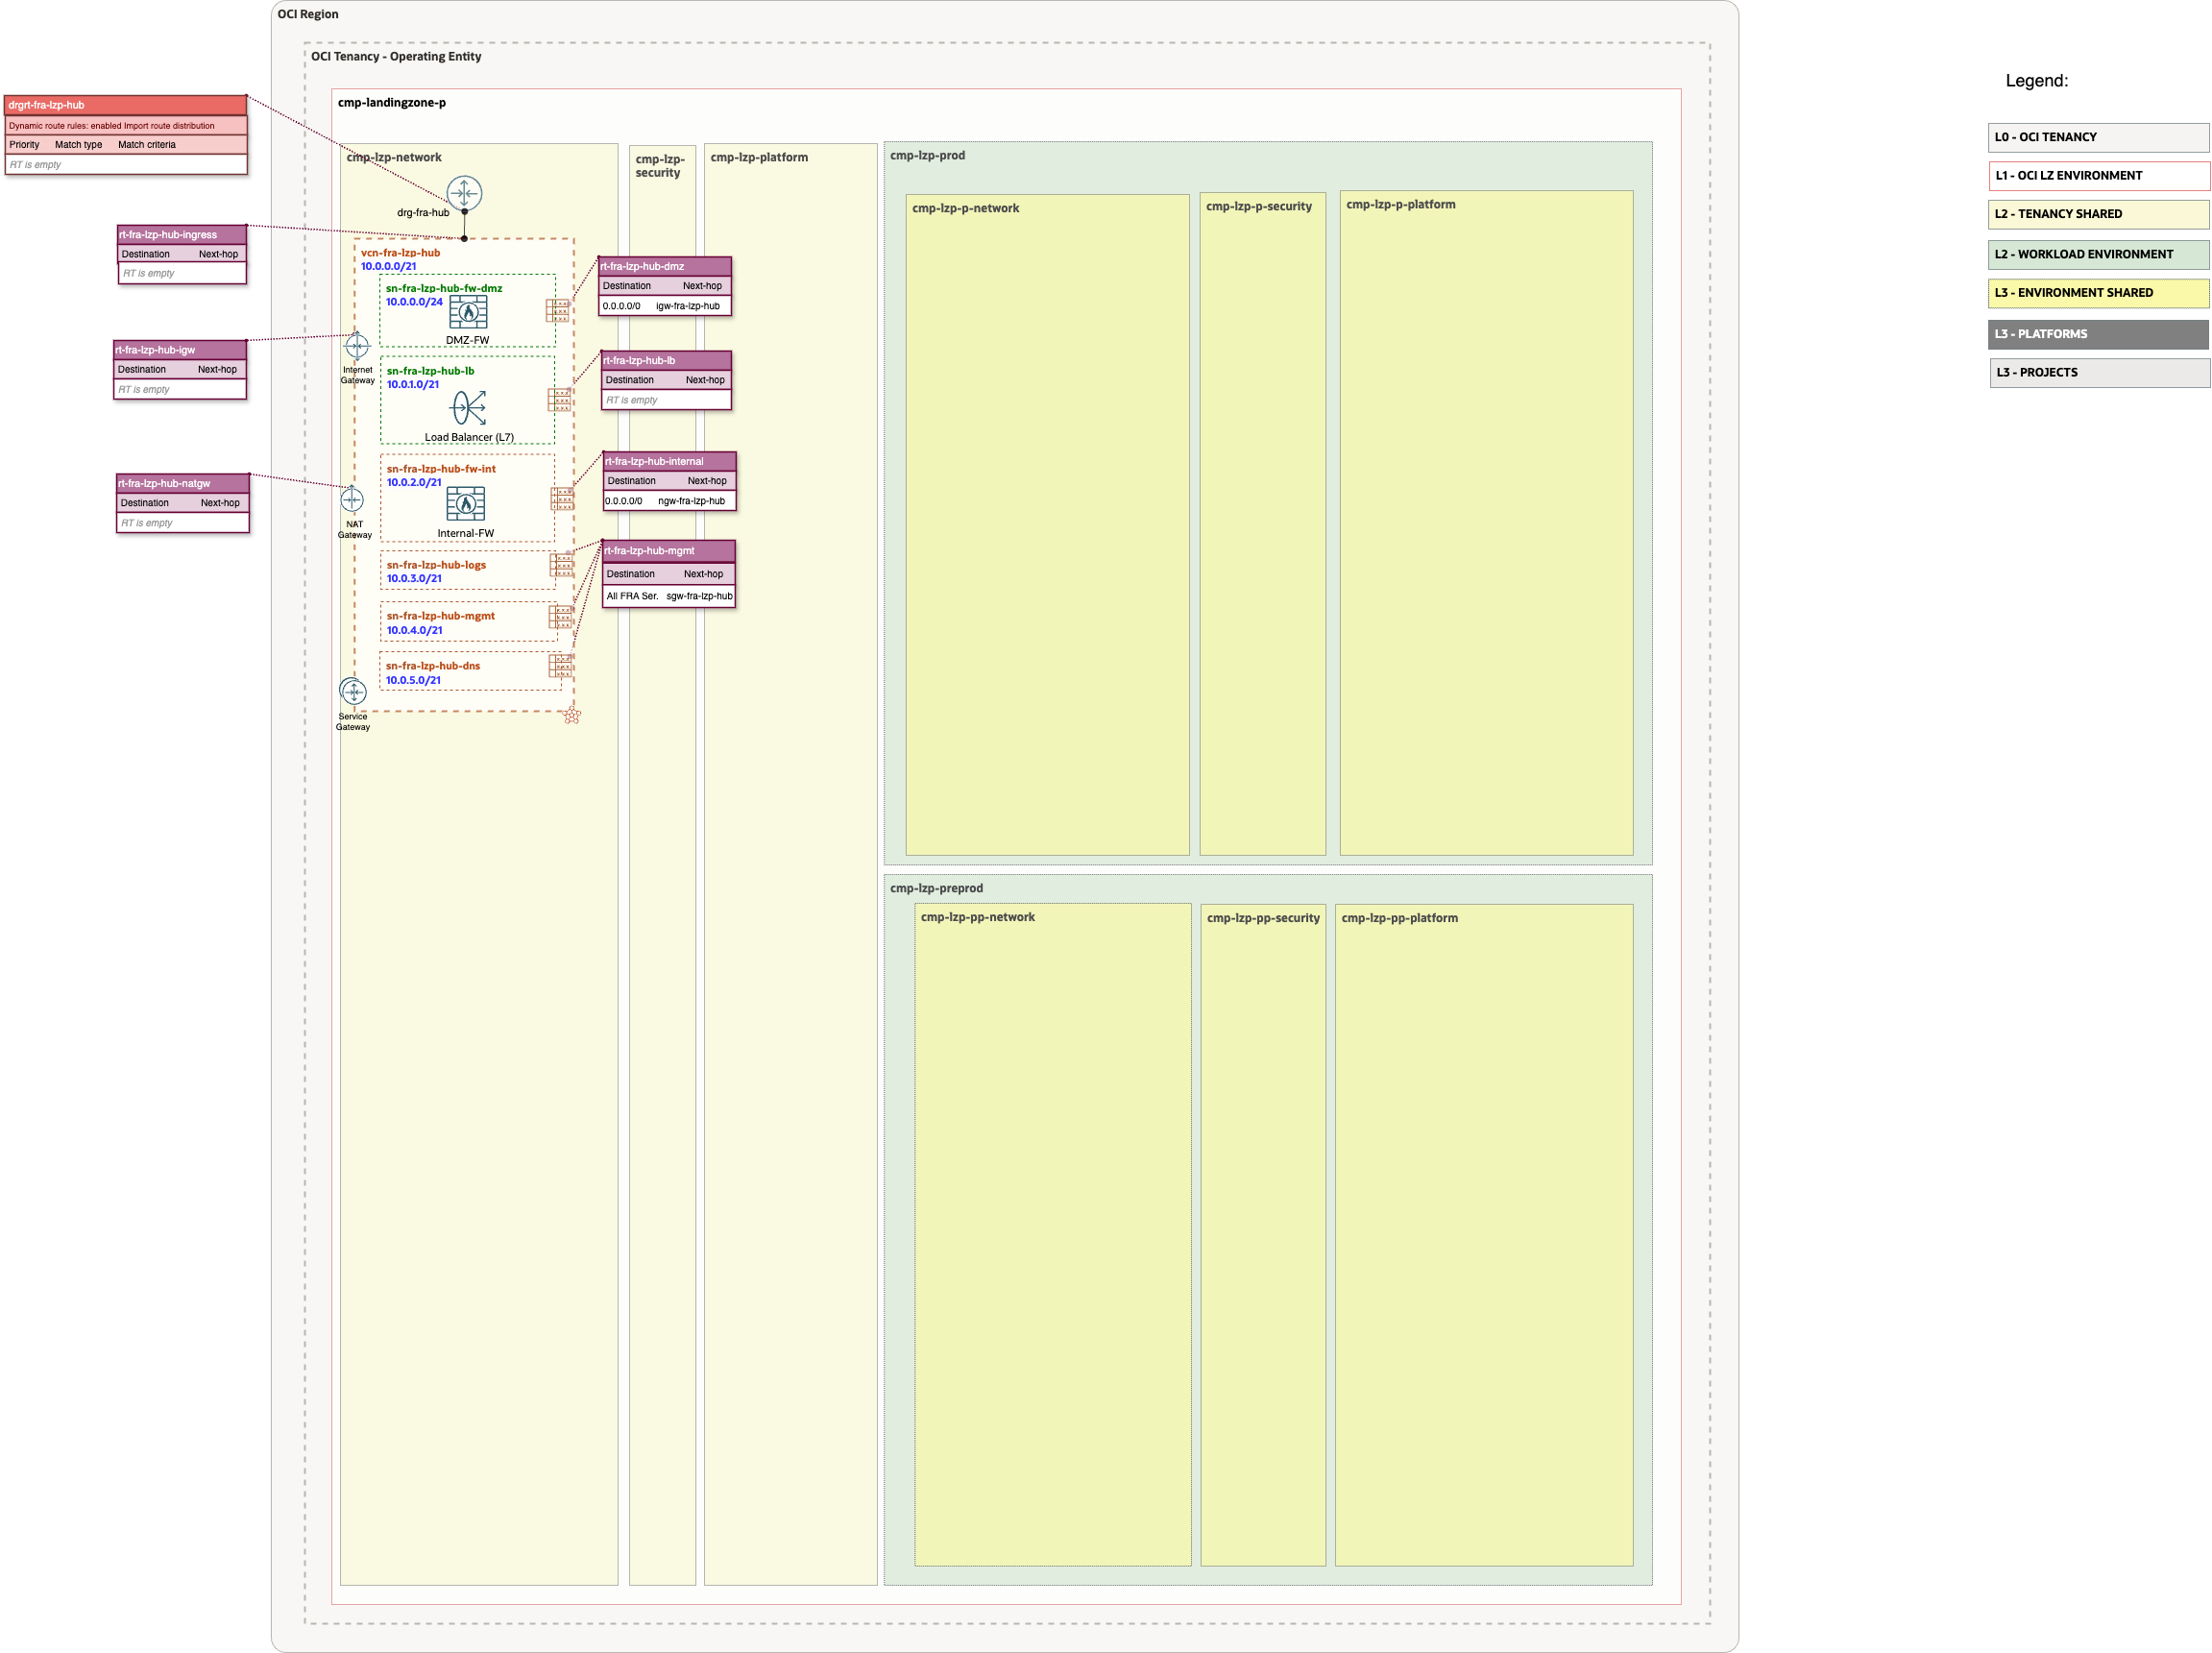 OCI Region
OCI Tenancy - Operating Entity
cmp-landingzone-p
drgrt-fra-lzp-hub
Dynamic route rules: enabled Import route distribution
Priority Match type Match criteria
RT is empty
rt-fra-lzp-hub-ingress
Destination Next-hop
RT is empty
rt-fra-lzp-hub-igw
Destination Next-hop
RT is empty
rt-fra-lzp-hub-natgw
Destination Next-hop
RT is empty
cmp-lzp-network
drg-fra-hub
vcn-fra-lzp-hub
10.0.0.0/21
sn-fra-lzp-hub-fw-dmz
10.0.0.0/24
DMZ-FW
Internet
Gateway
sn-fra-lzp-hub-lb
10.0.1.0/21
Load Balancer (L7)
sn-fra-lzp-hub-fw-int
10.0.2.0/21
Internal-FW
NAT
Gateway
sn-fra-lzp-hub-logs
10.0.3.0/21
sn-fra-lzp-hub-mgmt
10.0.4.0/21
sn-fra-lzp-hub-dns
10.0.5.0/21
Service
Gateway
rt-fra-lzp-hub-dmz
Destination Next-hop
0.0.0.0/0 igw-fra-lzp-hub
rt-fra-lzp-hub-lb
Destination Next-hop
RT is empty
rt-fra-lzp-hub-internal
Destination Next-hop
0.0.0.0/0 ngw-fra-lzp-hub
rt-fra-lzp-hub-mgmt
Destination Next-hop
All FRA Ser. sgw-fra-lzp-hub
cmp-lzp-
security
cmp-lzp-platform
cmp-lzp-prod
cmp-lzp-p-network
cmp-lzp-p-security
cmp-lzp-p-platform
cmp-lzp-preprod
cmp-lzp-pp-network
cmp-lzp-pp-security
cmp-lzp-pp-platform
Legend:
L0 - OCI TENANCY
L1 - OCI LZ ENVIRONMENT
L2 - TENANCY SHARED
L2 - WORKLOAD ENVIRONMENT
L3 - ENVIRONMENT SHARED
L3 - PLATFORMS
L3 - PROJECTS